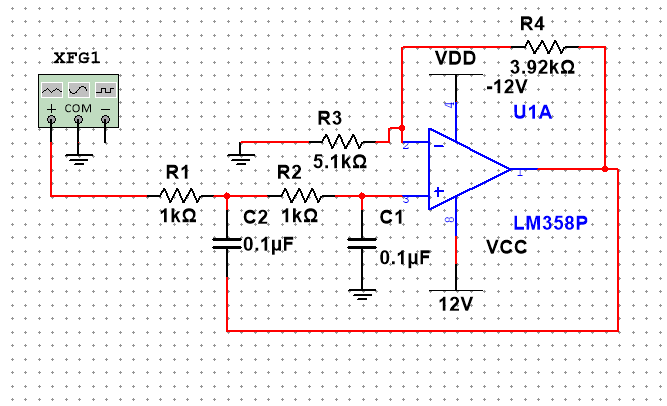 XFG1
COM
R4
3.92kΩ
VDD
-12V
4
U1A
R3
5.1kΩ
2
R1
1kΩ
R2
1kΩ
3
1
C2
0.1µF
C1
0.1µF
8
LM358P
VCC
12V